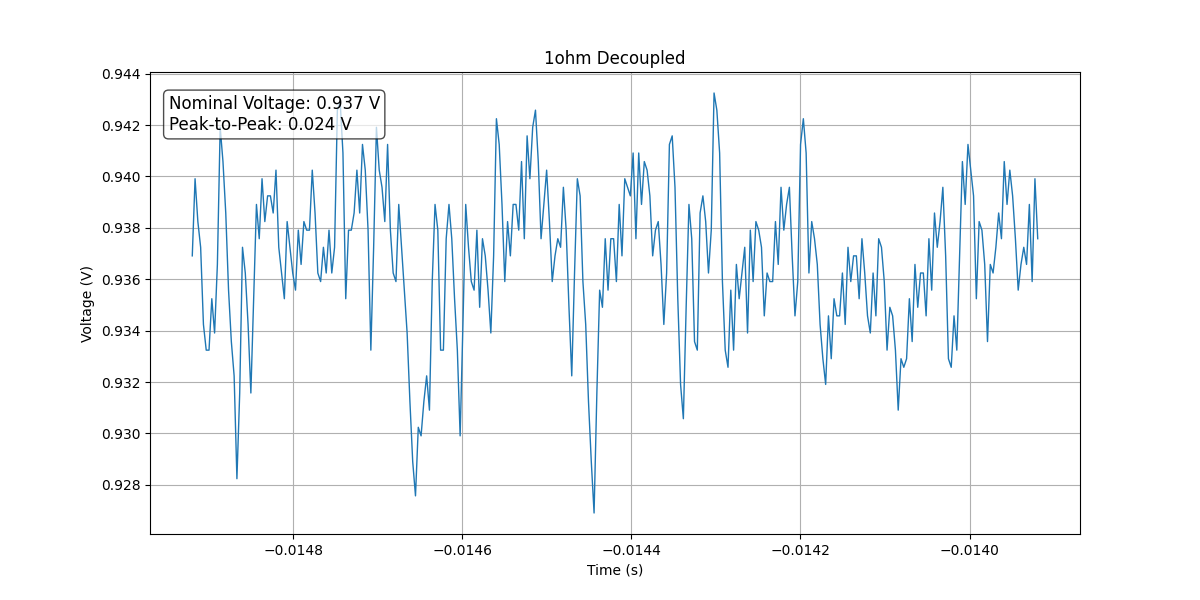 1ohm Decoupled
Nominal Voltage: 0.937 V
Peak-to-Peak: 0.024 V
Voltage (V)
0.944
0.942
0.940
0.938
0.936
0.934
0.932
0.930
0.928
−0.0148
−0.0146
−0.0144
−0.0142
−0.0140
Time (s)